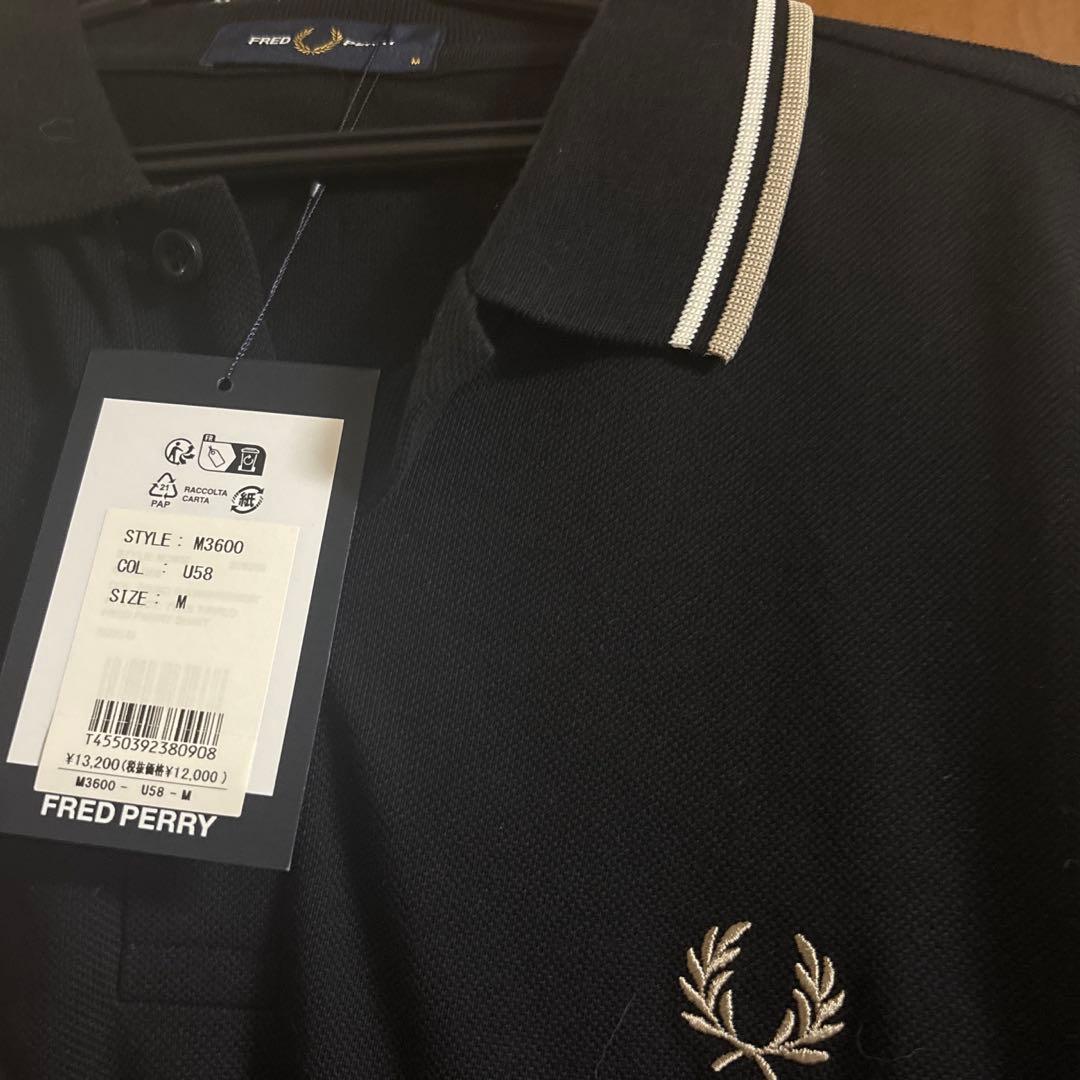 FRED PERRY
M
FR
21
PAP
RACCOLTA
CARTA
紙
STYLE : M3600
COL : U58
SIZE : M
T4550392380908
¥13,200(税抜価格¥12,000)
M3600 - U58 - M
FRED PERRY